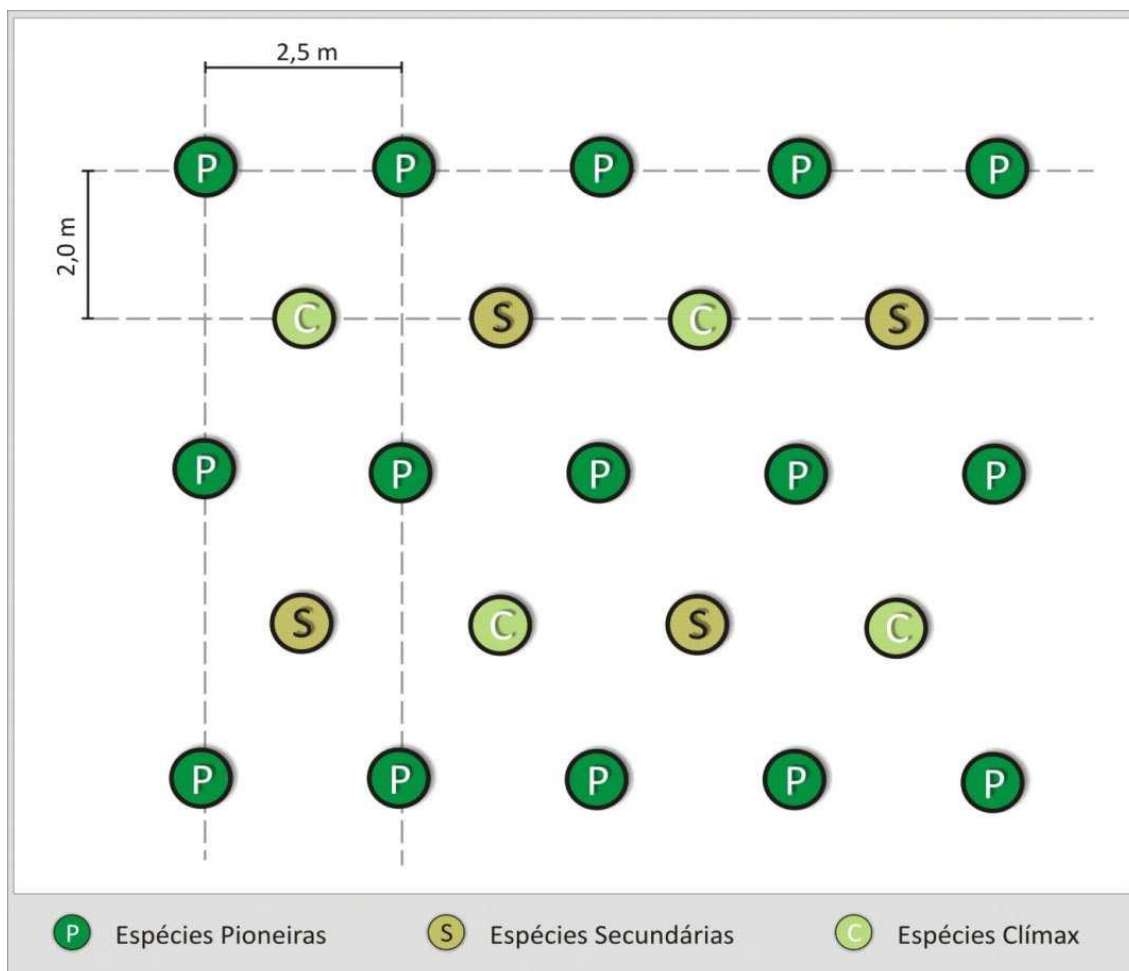 2,5 m
P P P P P
2,0 m
C S C S
P P P P P
S C S C
P P P P P
P Espécies Pioneiras S Espécies Secundárias C Espécies Clímax